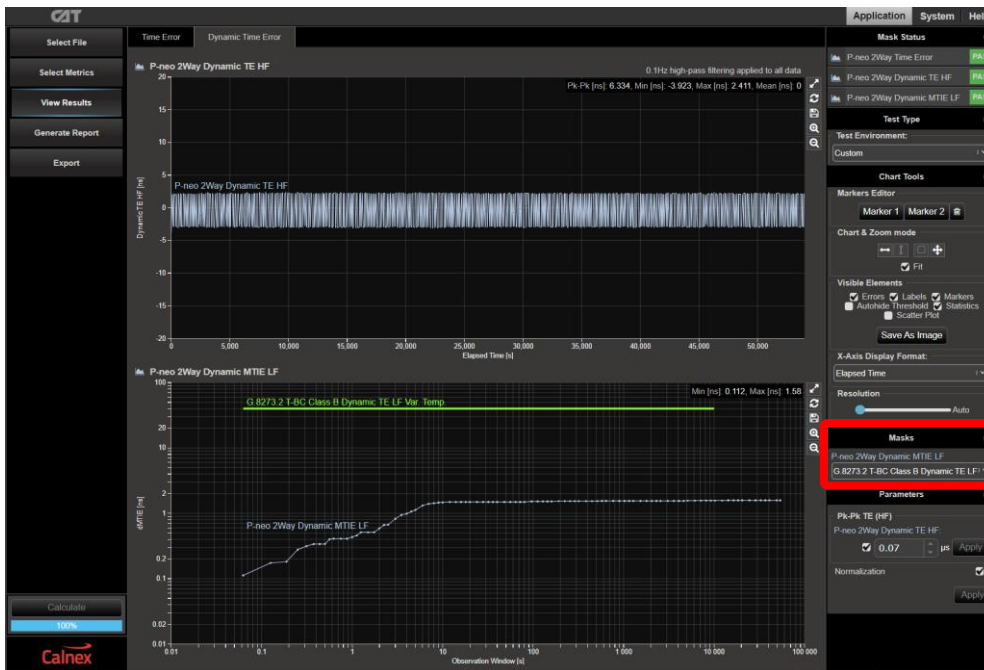 CAT
Application System Hel
Select File
Select Metrics
View Results
Generate Report
Export
Calculate
100%
Calnex
Time Error Dynamic Time Error
P-neo 2Way Dynamic TE HF
0.1Hz high-pass filtering applied to all data
Pk-Pk [ns]: 6.334, Min [ns]: -3.923, Max [ns]: 2.411, Mean [ns]: 0
20
15
10
5
0
-5
-10
-15
-20
DynamicTE HF [ns]
P-neo 2Way Dynamic TE HF
0 5,000 10,000 15,000 20,000 25,000 30,000 35,000 40,000 45,000 50,000
Elapsed Time [s]
P-neo 2Way Dynamic MTIE LF
Min [ns]: 0.112, Max [ns]: 1.58
100
20
10
2
1
0.2
0.1
0.02
0.01
dMTIE [ns]
G.8273.2 T-BC Class B Dynamic TE LF Var. Temp.
P-neo 2Way Dynamic MTIE LF
0.01 0.1 1 10 100 1 000 10 000 100 000
Observation Window [s]
Mask Status
P-neo 2Way Time Error PAS
P-neo 2Way Dynamic TE HF PAS
P-neo 2Way Dynamic MTIE LF PAS
Test Type
Test Environment:
Custom
Chart Tools
Markers Editor
Marker 1 Marker 2
Chart & Zoom mode
Fit
Visible Elements
Errors Labels Markers
Autohide Threshold Statistics
Scatter Plot
Save As Image
X-Axis Display Format:
Elapsed Time
Resolution
Auto
Masks
P-neo 2Way Dynamic MTIE LF
G.8273.2 T-BC Class B Dynamic TE LF
Parameters
Pk-Pk TE (HF)
P-neo 2Way Dynamic TE HF:
0.07 µs Apply
Normalization
Apply